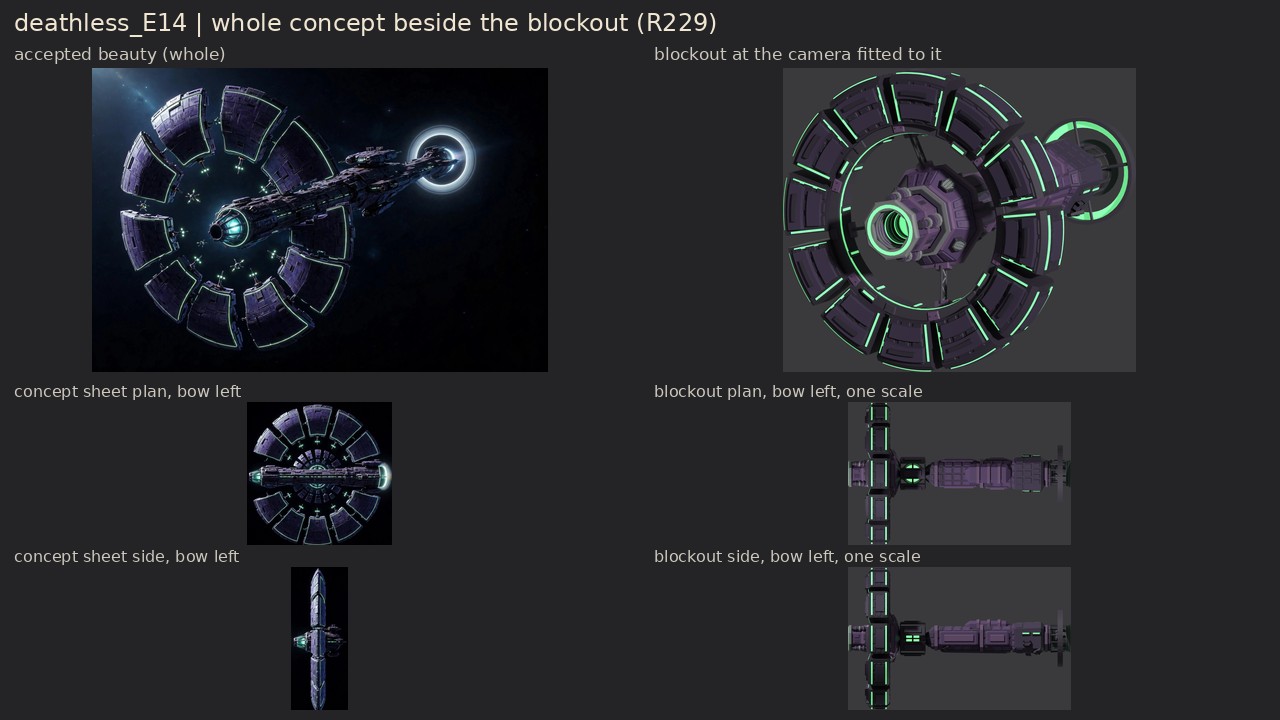 deathless_E14 | whole concept beside the blockout (R229)
accepted beauty (whole)
blockout at the camera fitted to it
concept sheet plan, bow left
blockout plan, bow left, one scale
concept sheet side, bow left
blockout side, bow left, one scale